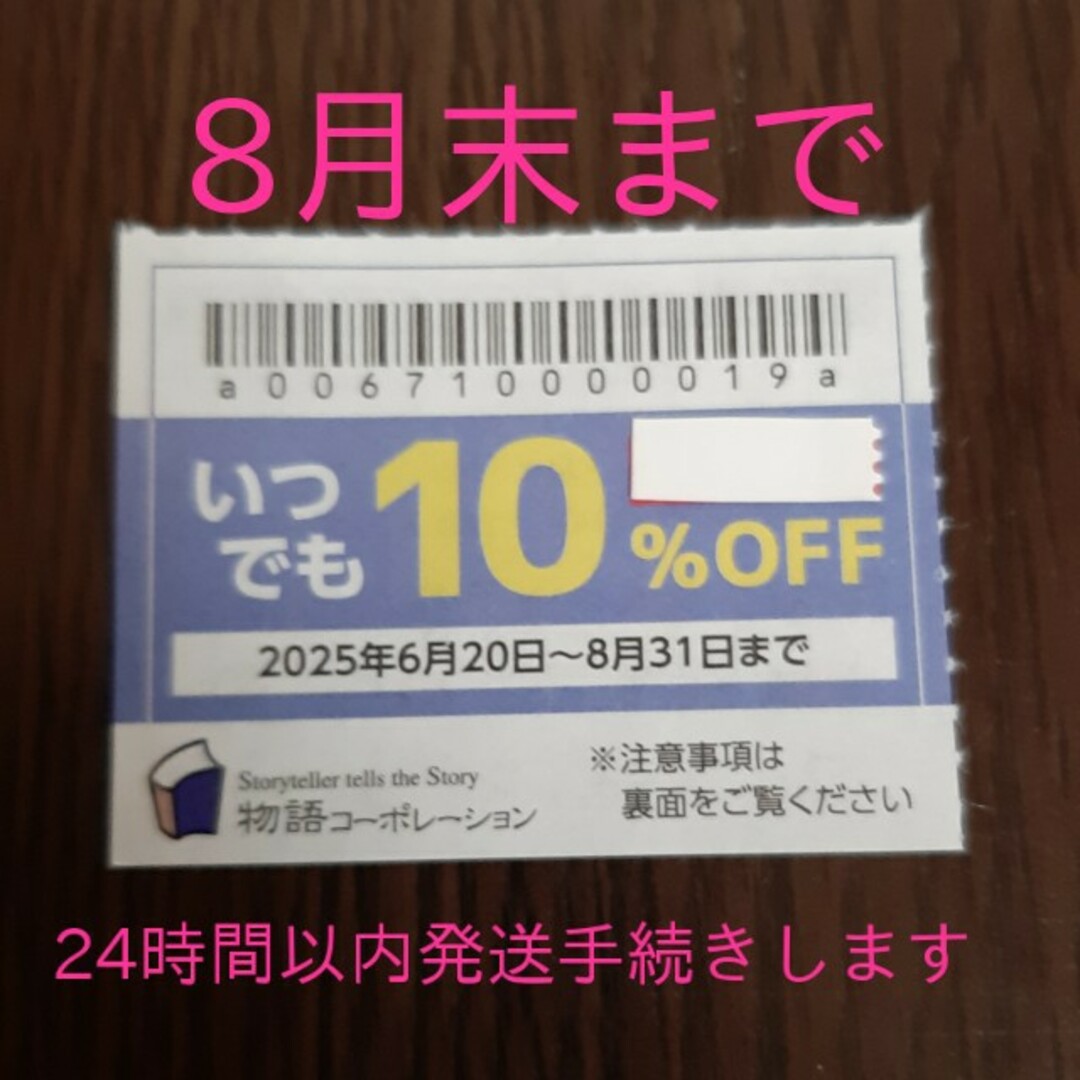 8月末まで
a006710000019a
いつ
でも
10
%OFF
2025年6月20日〜8月31日まで
Storyteller tells the Story
物語コーポレーション
※注意事項は
裏面をご覧ください
24時間以内発送手続きします